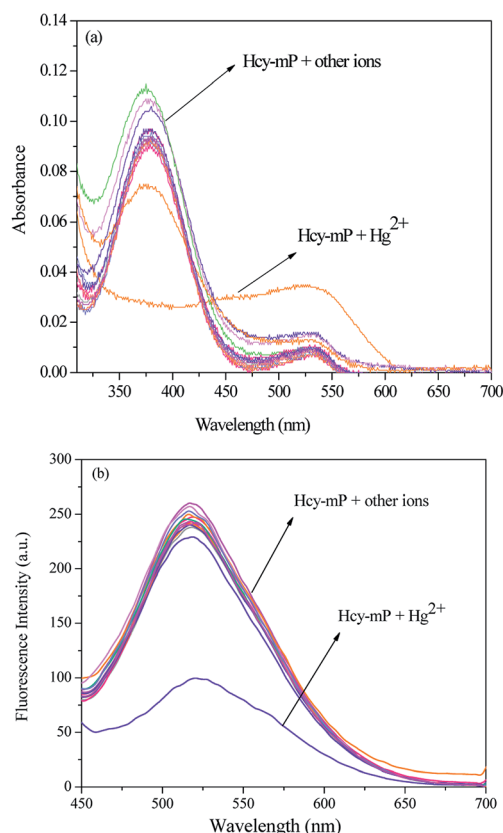 (a)
Hcy-mP + other ions
Hcy-mP + Hg2+
Absorbance
0.14
0.12
0.10
0.08
0.06
0.04
0.02
0.00
350 400 450 500 550 600 650 700
Wavelength (nm)
(b)
Hcy-mP + other ions
Hcy-mP + Hg2+
Fluorescence Intensity (a.u.)
300
250
200
150
100
50
0
450 500 550 600 650 700
Wavelength (nm)